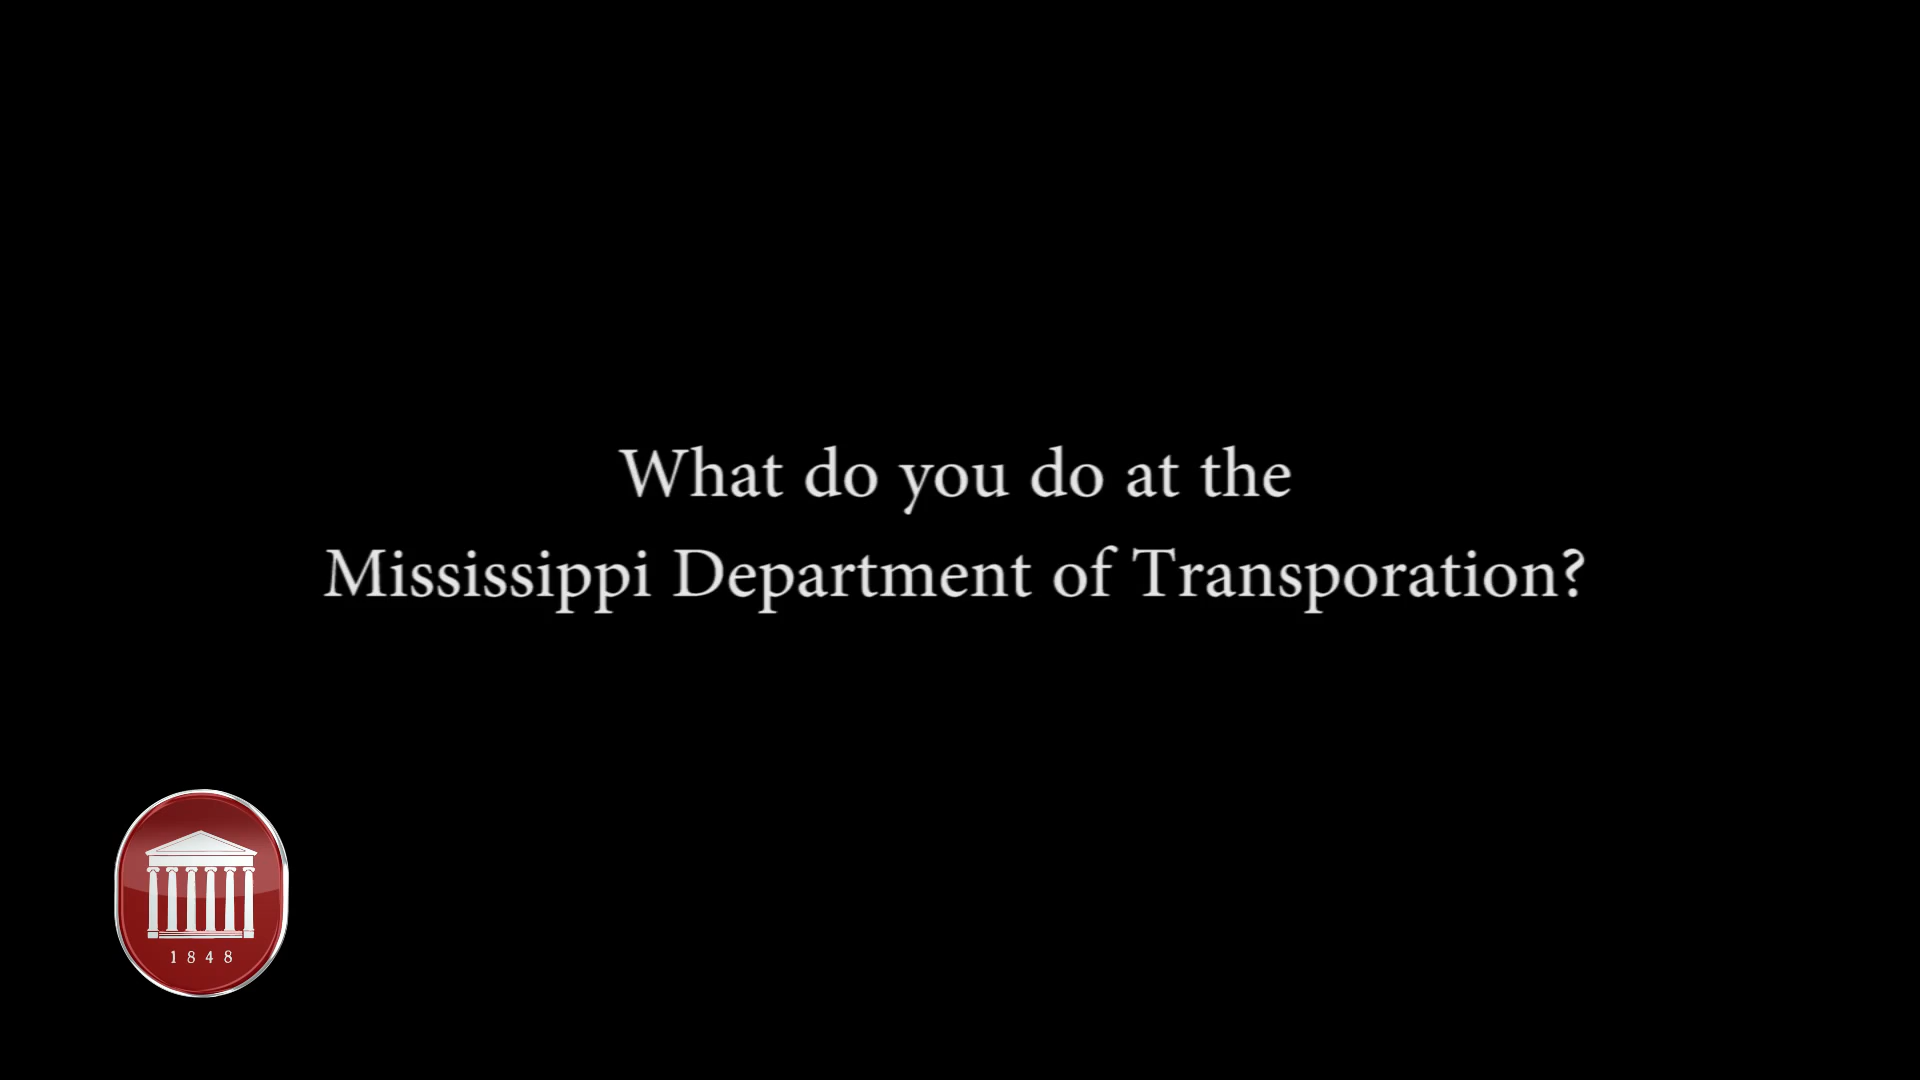 What do you do at the
Mississippi Department of Transporation?
1848